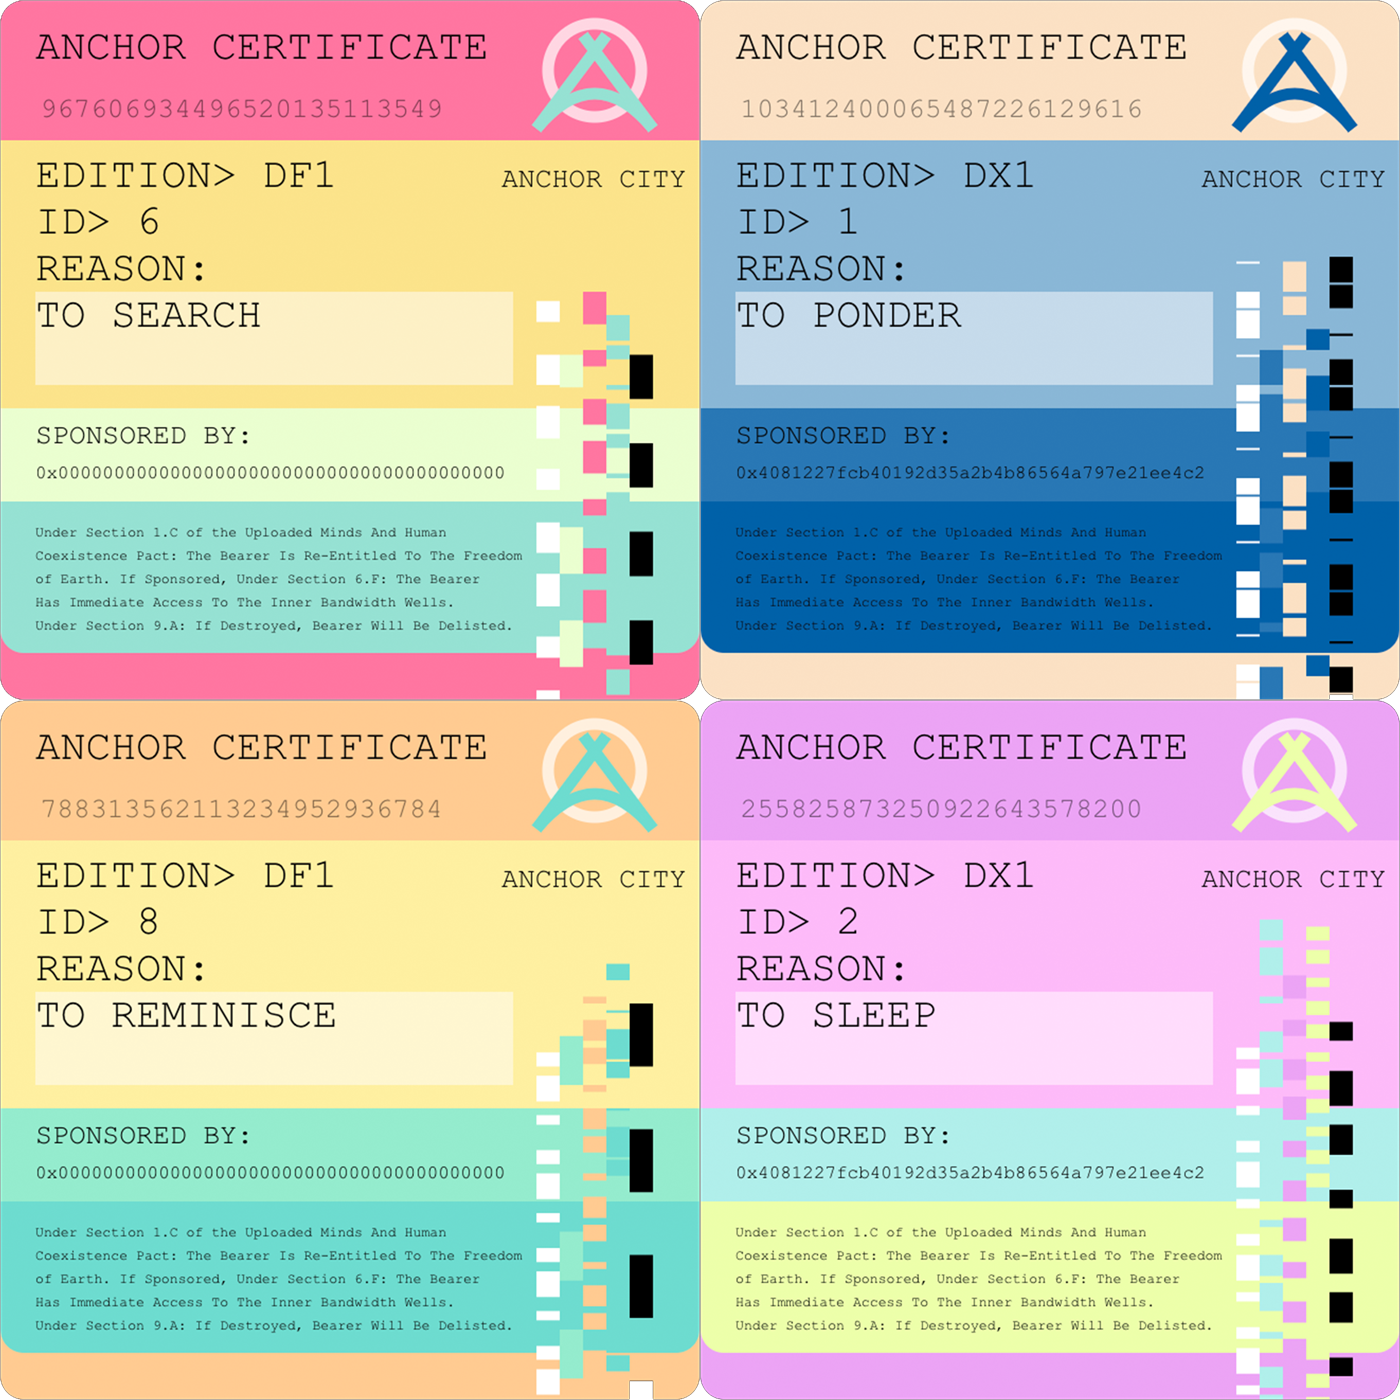 ANCHOR CERTIFICATE
967606934496520135113549
EDITION> DF1
ANCHOR CITY
ID> 6
REASON:
TO SEARCH
SPONSORED BY:
0x0000000000000000000000000000000000000000
Under Section 1.C of the Uploaded Minds And Human
Coexistence Pact: The Bearer Is Re-Entitled To The Freedom
of Earth. If Sponsored, Under Section 6.F: The Bearer
Has Immediate Access To The Inner Bandwidth Wells.
Under Section 9.A: If Destroyed, Bearer Will Be Delisted.
ANCHOR CERTIFICATE
103412400065487226129616
EDITION> DX1
ANCHOR CITY
ID> 1
REASON:
TO PONDER
SPONSORED BY:
0x4081227fcb40192d35a2b4b86564a797e21ee4c2
Under Section 1.C of the Uploaded Minds And Human
Coexistence Pact: The Bearer Is Re-Entitled To The Freedom
of Earth. If Sponsored, Under Section 6.F: The Bearer
Has Immediate Access To The Inner Bandwidth Wells.
Under Section 9.A: If Destroyed, Bearer Will Be Delisted.
ANCHOR CERTIFICATE
788313562113234952936784
EDITION> DF1
ANCHOR CITY
ID> 8
REASON:
TO REMINISCE
SPONSORED BY:
0x0000000000000000000000000000000000000000
Under Section 1.C of the Uploaded Minds And Human
Coexistence Pact: The Bearer Is Re-Entitled To The Freedom
of Earth. If Sponsored, Under Section 6.F: The Bearer
Has Immediate Access To The Inner Bandwidth Wells.
Under Section 9.A: If Destroyed, Bearer Will Be Delisted.
ANCHOR CERTIFICATE
255825873250922643578200
EDITION> DX1
ANCHOR CITY
ID> 2
REASON:
TO SLEEP
SPONSORED BY:
0x4081227fcb40192d35a2b4b86564a797e21ee4c2
Under Section 1.C of the Uploaded Minds And Human
Coexistence Pact: The Bearer Is Re-Entitled To The Freedom
of Earth. If Sponsored, Under Section 6.F: The Bearer
Has Immediate Access To The Inner Bandwidth Wells.
Under Section 9.A: If Destroyed, Bearer Will Be Delisted.